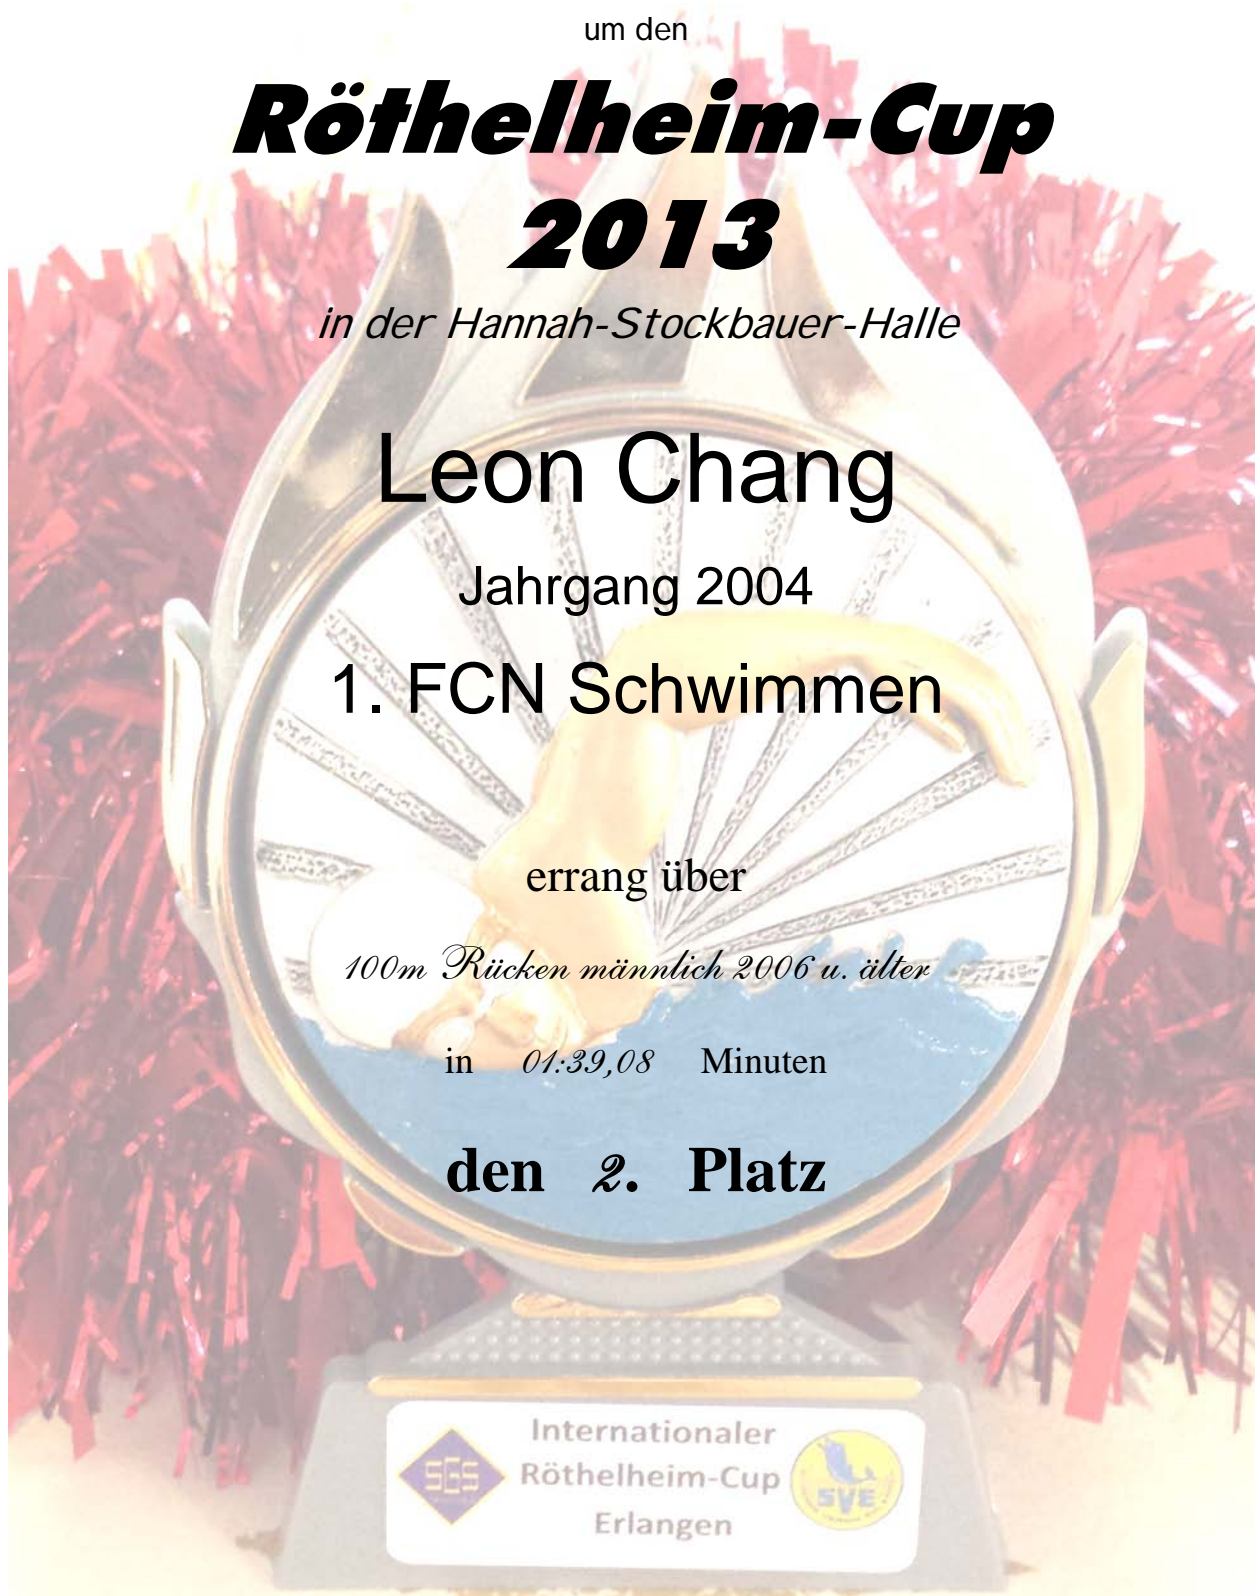 um den
Röthelheim-Cup
2013
in der Hannah-Stockbauer-Halle
Leon Chang
Jahrgang 2004
1. FCN Schwimmen
errang über
100m Rücken männlich 2006 u. älter
in 01:39,08 Minuten
den 2. Platz
Internationaler
Röthelheim-Cup
Erlangen
SGS
SVE